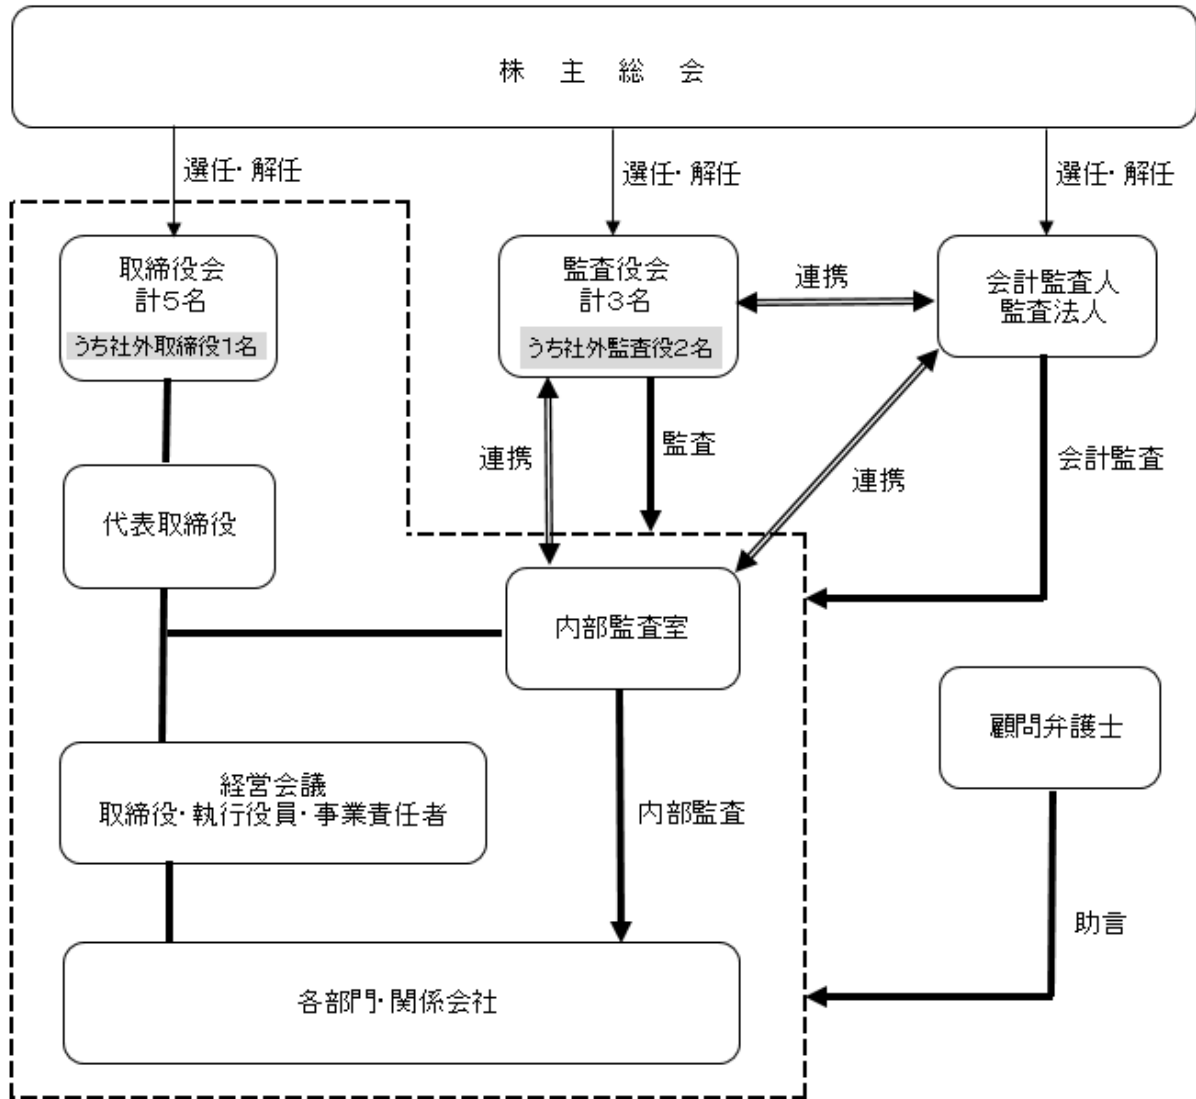 株 主 総 会
選任・解任
選任・解任
選任・解任
取締役会
計5名
うち社外取締役1名
監査役会
計3名
うち社外監査役2名
連携
会計監査人
監査法人
連携
監査
連携
会計監査
代表取締役
内部監査室
顧問弁護士
経営会議
取締役・執行役員・事業責任者
内部監査
助言
各部門・関係会社